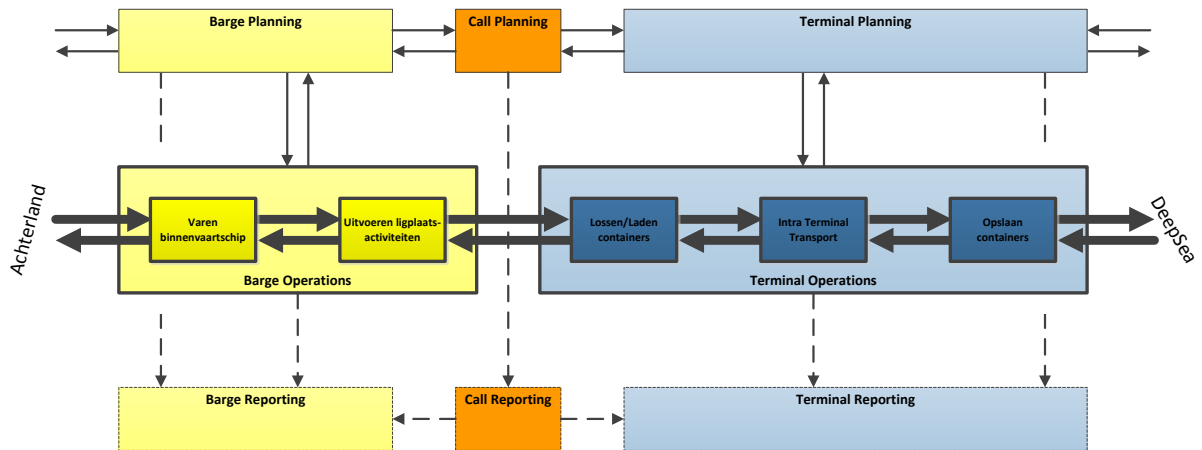 Barge Planning
Call Planning
Terminal Planning
Achterland
Varen
binnenvaartschip
Uitvoeren ligplaats-
activiteiten
Lossen/Laden
containers
Intra Terminal
Transport
Opslaan
containers
DeepSea
Barge Operations
Terminal Operations
Barge Reporting
Call Reporting
Terminal Reporting